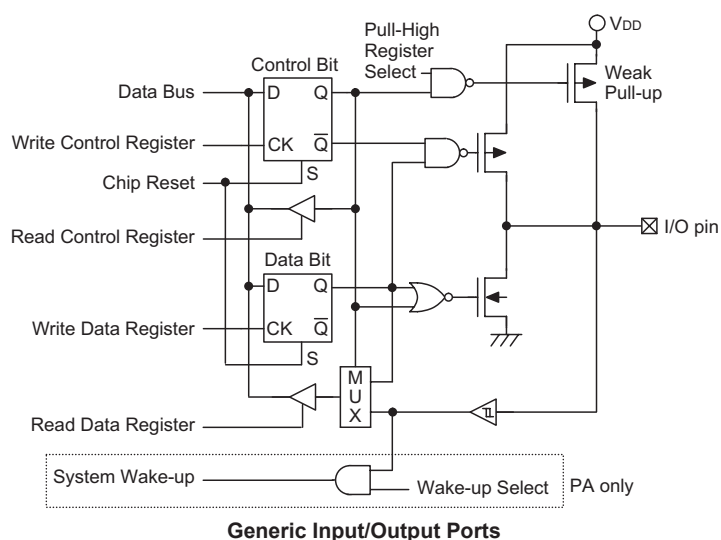 VDD
Pull-High
Register
Select
Control Bit
Weak
Pull-up
Data Bus
D
Q
Write Control Register
CK
Q
Chip Reset
S
Read Control Register
I/O pin
Data Bit
D
Q
Write Data Register
CK
Q
S
M
U
X
Read Data Register
System Wake-up
Wake-up Select
PA only
Generic Input/Output Ports